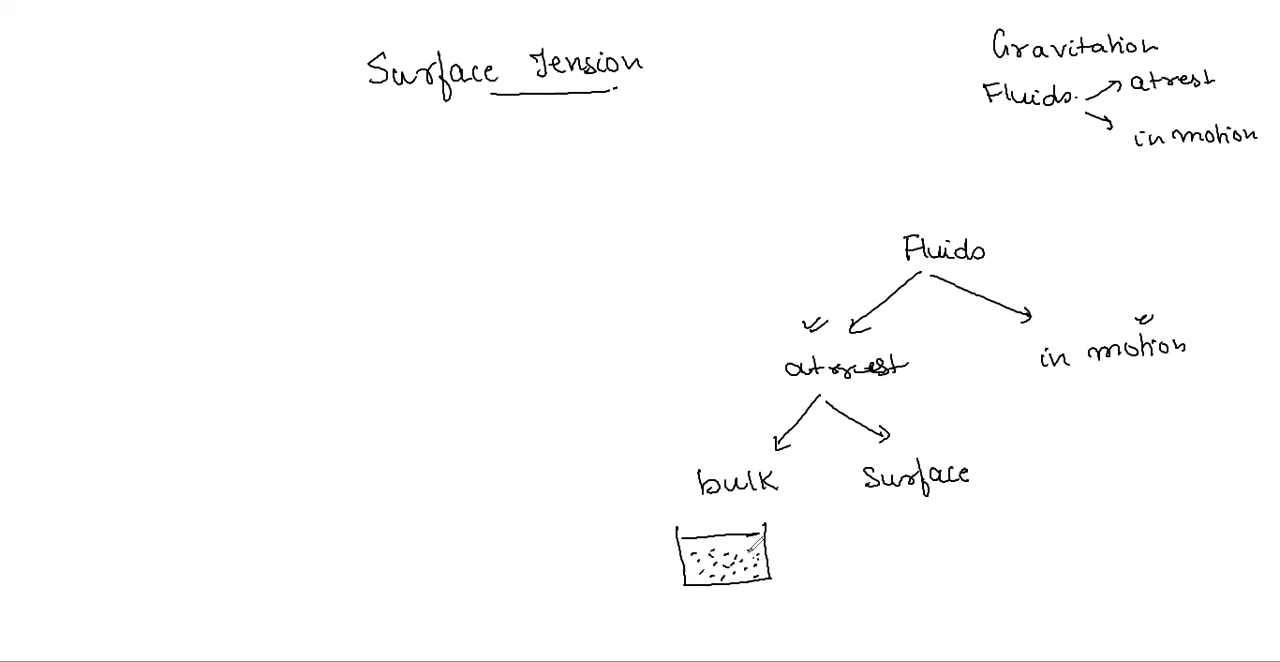 Surface Tension
Gravitation
Fluids. at rest
in motion
Fluids
at rest
in motion
bulk
Surface